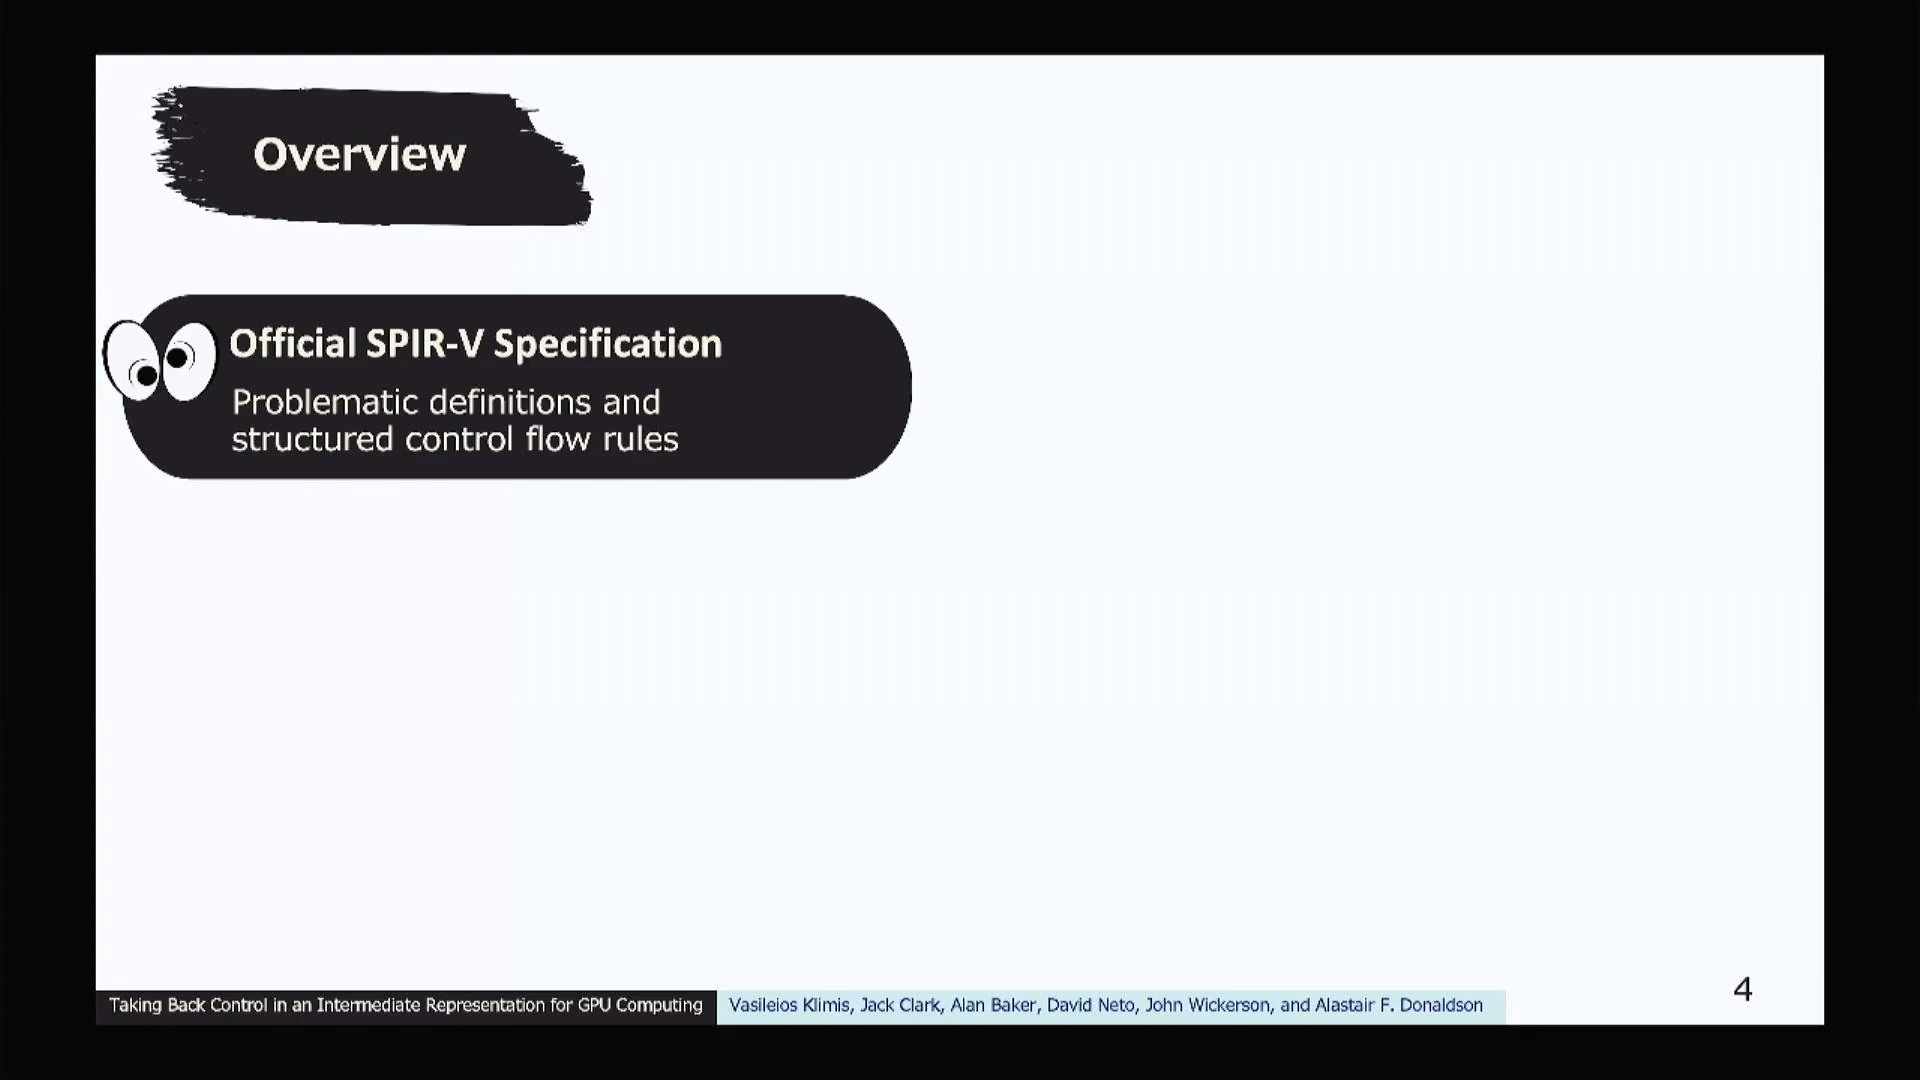 Overview
Official SPIR-V Specification
Problematic definitions and
structured control flow rules
4
Taking Back Control in an Intermediate Representation for GPU Computing
Vasileios Klimis, Jack Clark, Alan Baker, David Neto, John Wickerson, and Alastair F. Donaldson